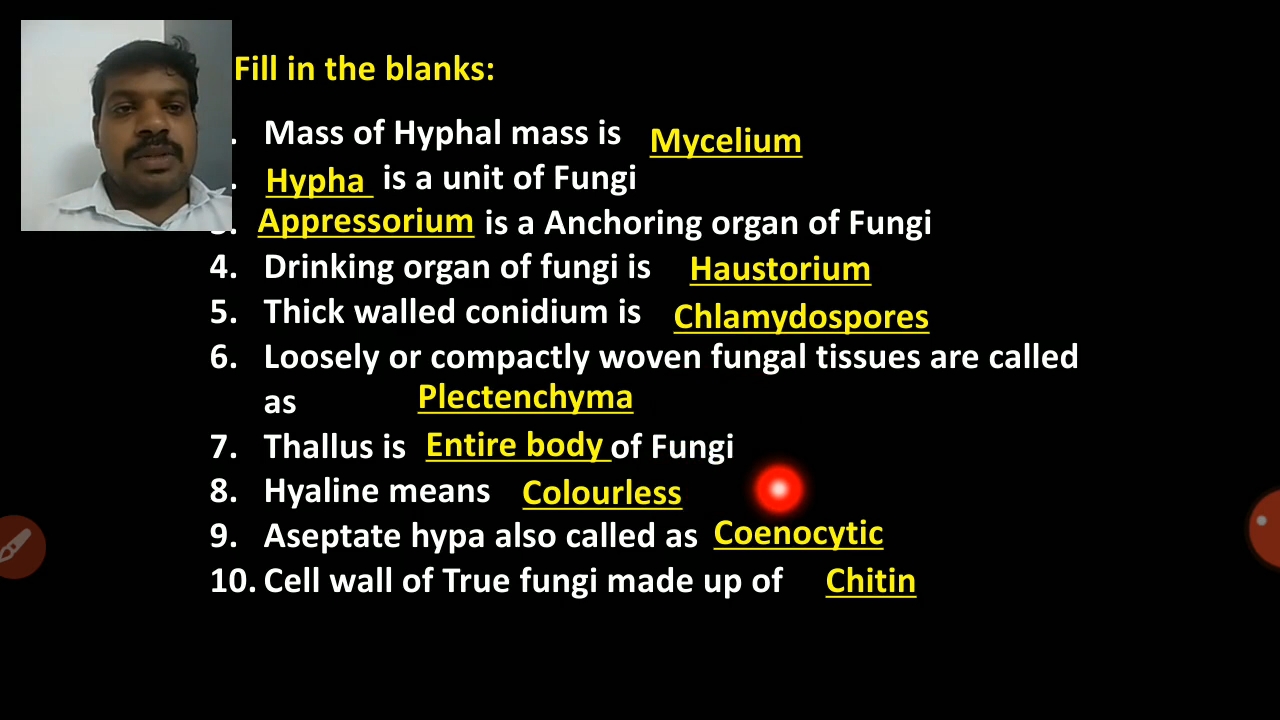 Fill in the blanks:
. Mass of Hyphal mass is Mycelium
. Hypha is a unit of Fungi
3. Appressorium is a Anchoring organ of Fungi
4. Drinking organ of fungi is Haustorium
5. Thick walled conidium is Chlamydospores
6. Loosely or compactly woven fungal tissues are called
as Plectenchyma
7. Thallus is Entire body of Fungi
8. Hyaline means Colourless
9. Aseptate hypa also called as Coenocytic
10. Cell wall of True fungi made up of Chitin